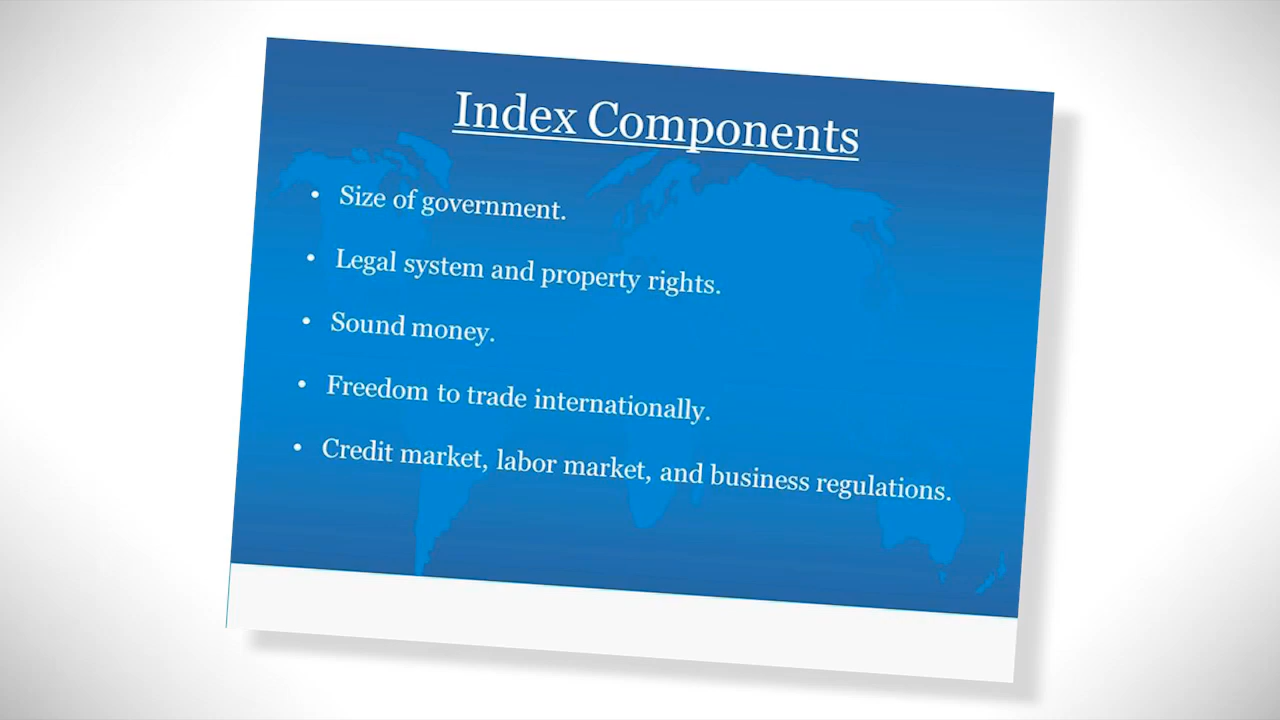 Index Components
• Size of government.
• Legal system and property rights.
• Sound money.
• Freedom to trade internationally.
• Credit market, labor market, and business regulations.